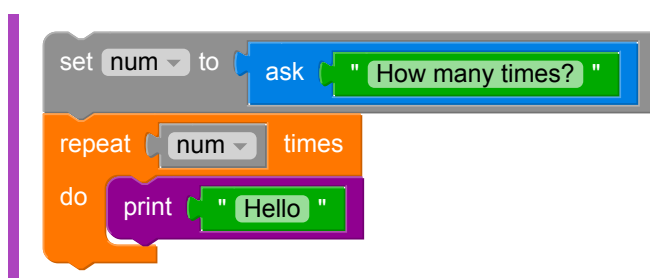 set num to ask " How many times? "
repeat num times
do print " Hello "